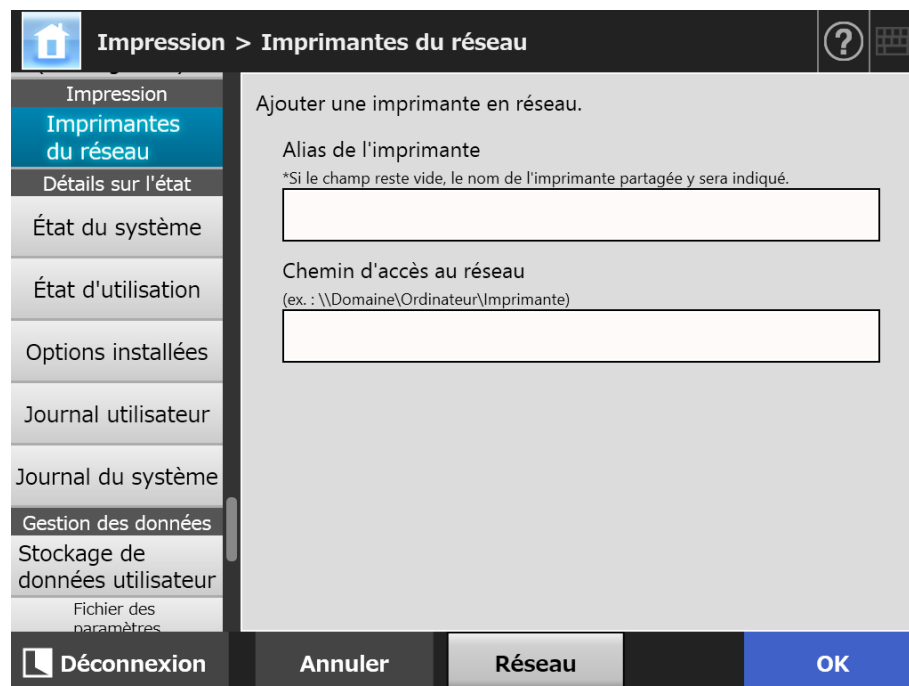 Impression > Imprimantes du réseau
?
Impression
Imprimantes
du réseau
Détails sur l'état
État du système
État d'utilisation
Options installées
Journal utilisateur
Journal du système
Gestion des données
Stockage de
données utilisateur
Fichier des
paramètres
Ajouter une imprimante en réseau.
Alias de l'imprimante
*Si le champ reste vide, le nom de l'imprimante partagée y sera indiqué.
Chemin d'accès au réseau
(ex. : \\Domaine\Ordinateur\Imprimante)
Déconnexion
Annuler
Réseau
OK